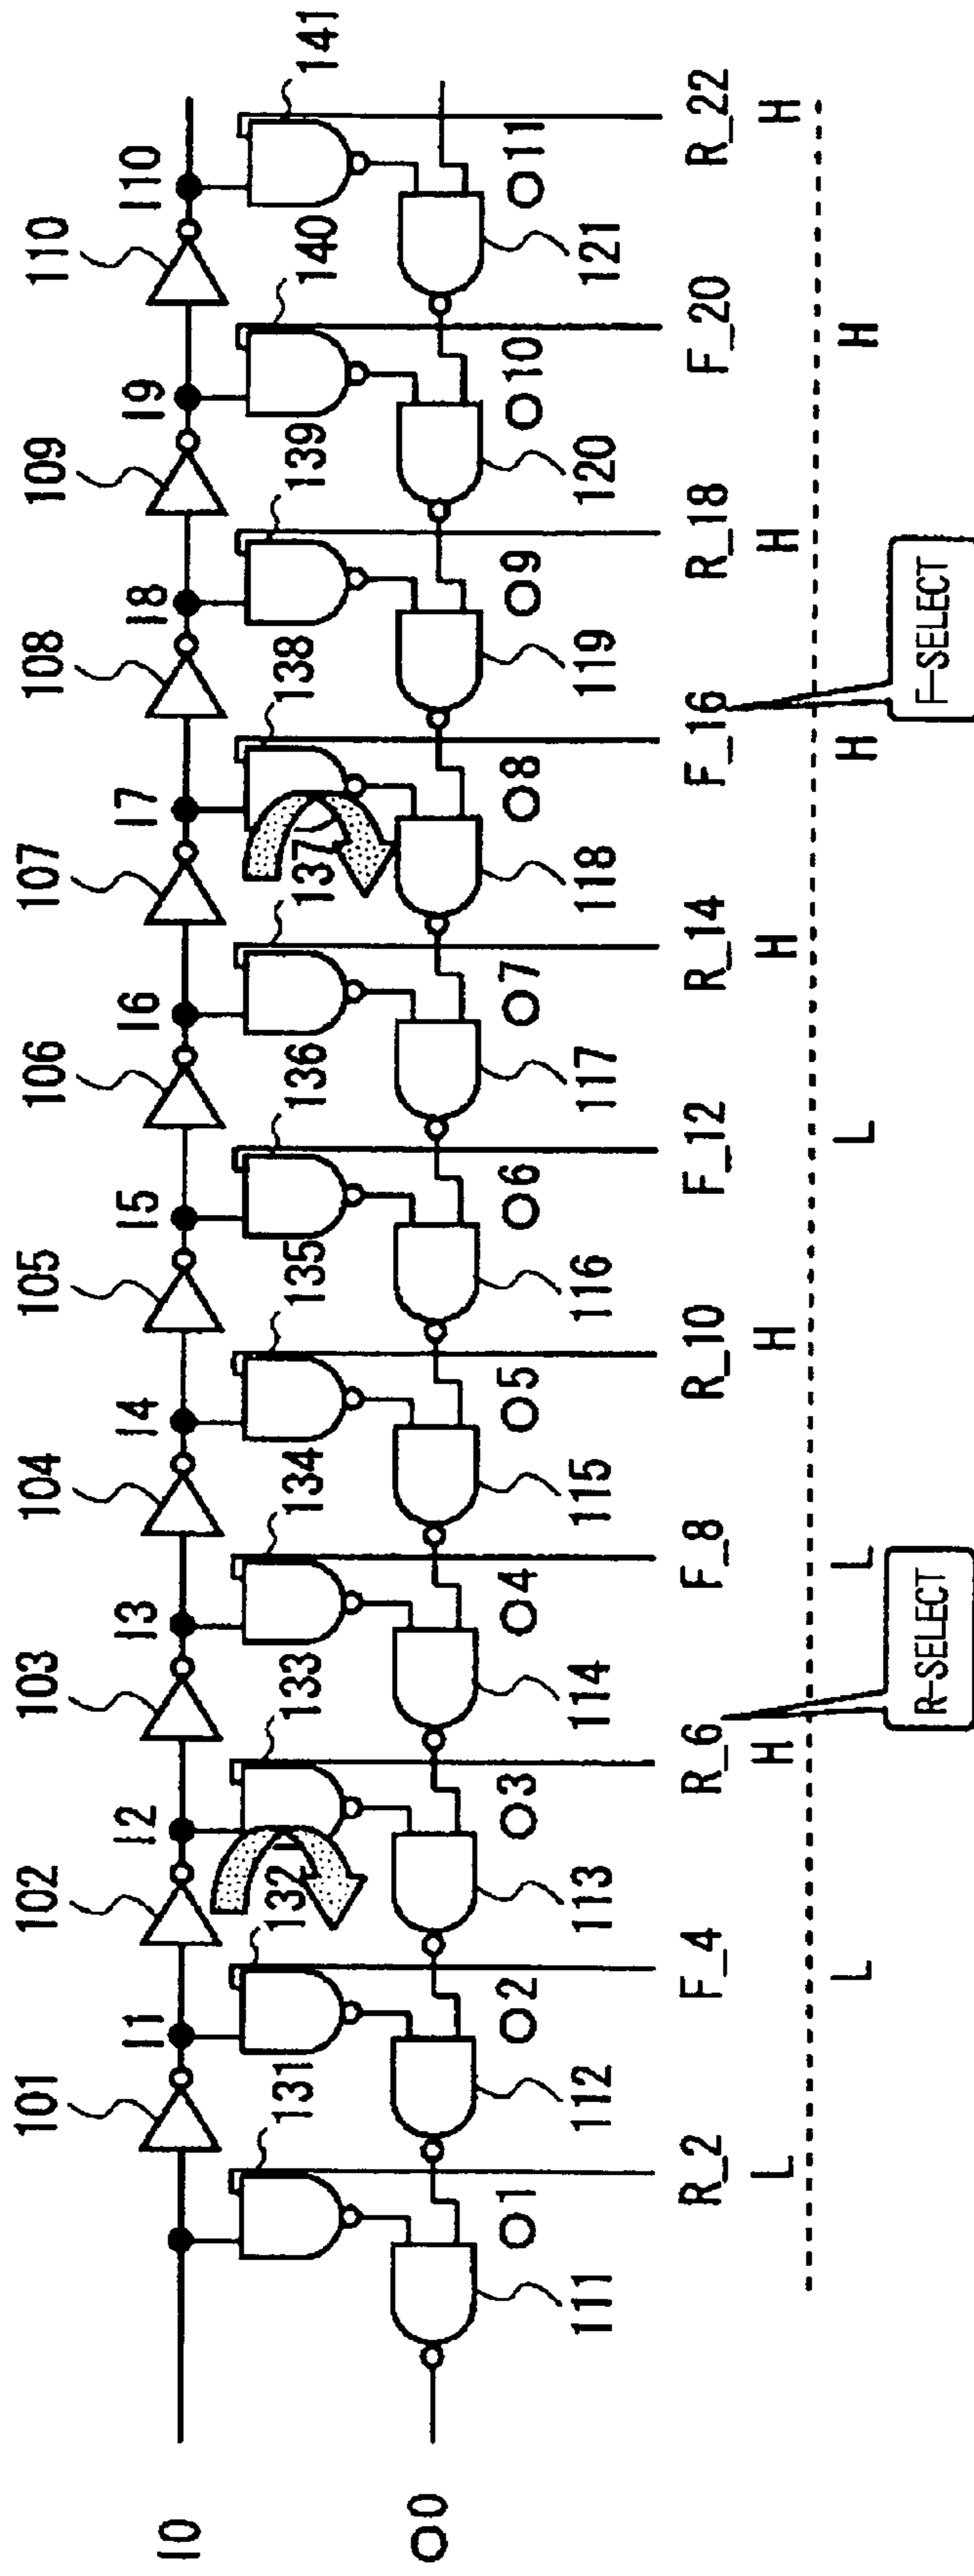 101 102 103 104 105 106 107 108 109 110
I0 I1 I2 I3 I4 I5 I6 I7 I8 I9 I10
131 132 133 134 135 136 137 138 139 140 141
O0 O1 O2 O3 O4 O5 O6 O7 O8 O9 O10 O11
111 112 113 114 115 116 117 118 119 120 121
R_2 F_4 R_6 F_8 R_10 F_12 R_14 F_16 R_18 F_20 R_22
L H H H H H
L L L H H
R-SELECT F-SELECT